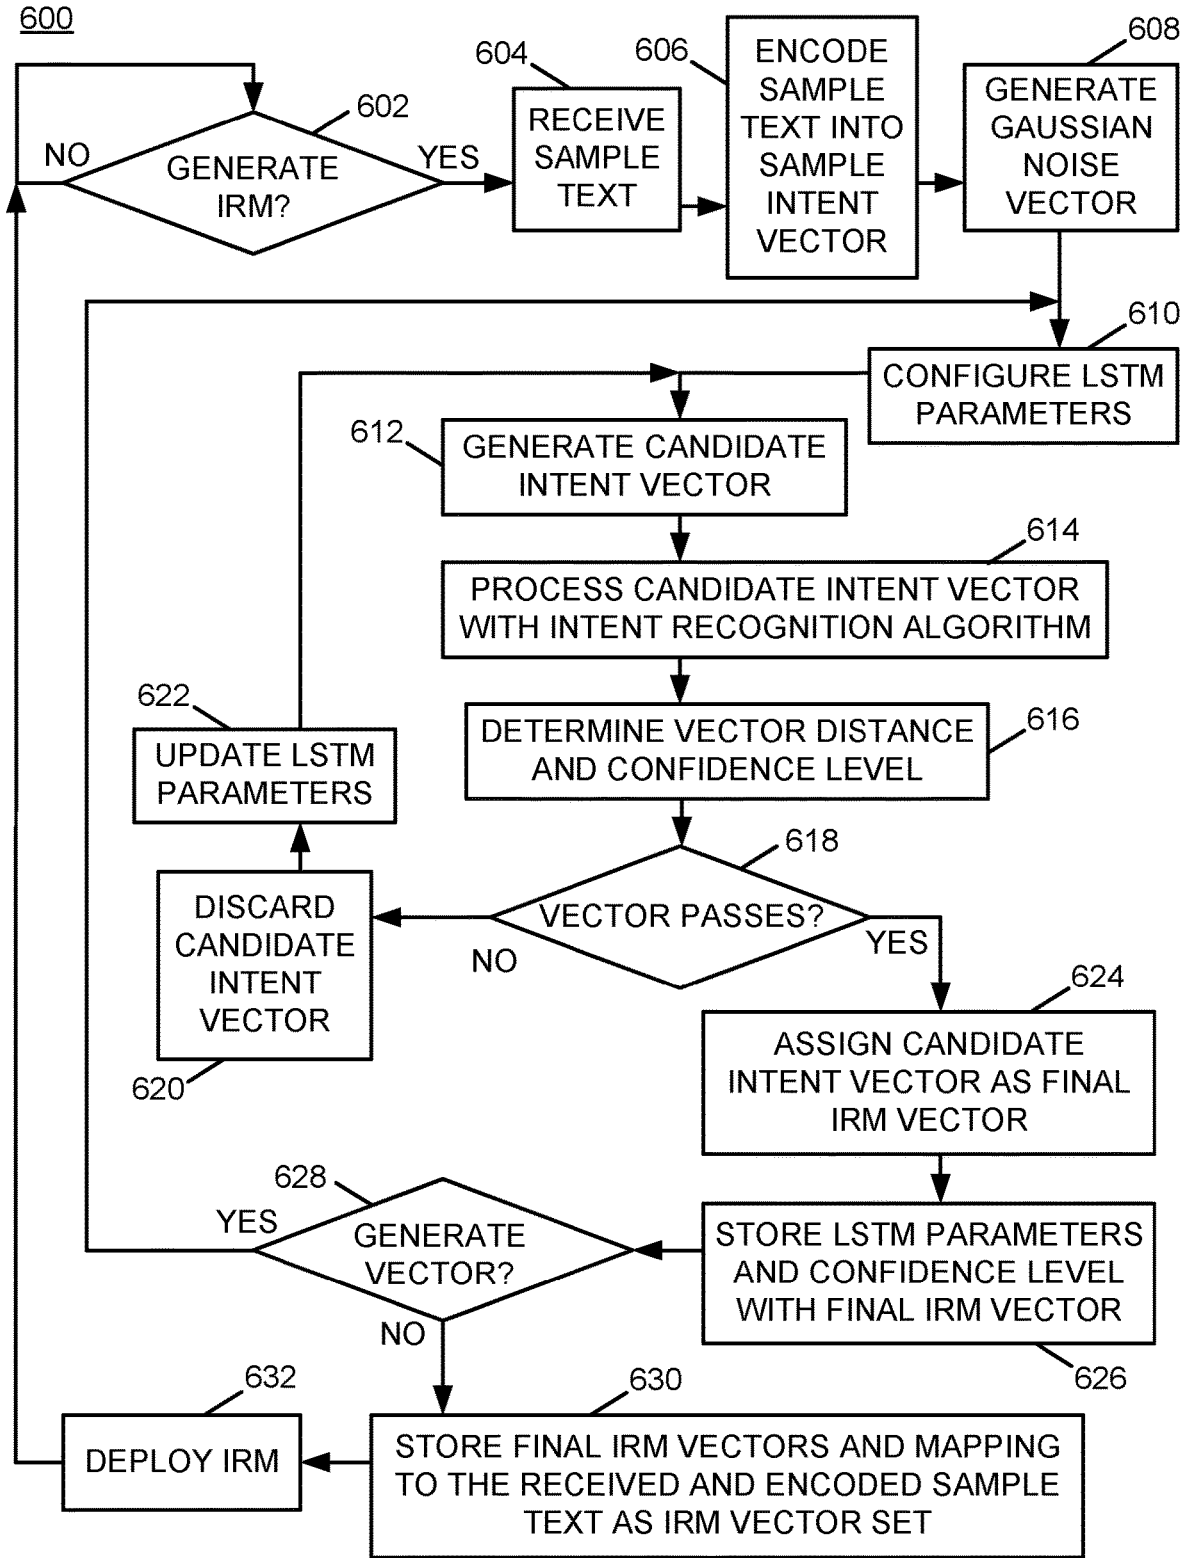 600
602
GENERATE
IRM?
NO
YES
604
RECEIVE
SAMPLE
TEXT
606
ENCODE
SAMPLE
TEXT INTO
SAMPLE
INTENT
VECTOR
608
GENERATE
GAUSSIAN
NOISE
VECTOR
610
CONFIGURE LSTM
PARAMETERS
612
GENERATE CANDIDATE
INTENT VECTOR
614
PROCESS CANDIDATE INTENT VECTOR
WITH INTENT RECOGNITION ALGORITHM
616
DETERMINE VECTOR DISTANCE
AND CONFIDENCE LEVEL
618
VECTOR PASSES?
NO
YES
620
DISCARD
CANDIDATE
INTENT
VECTOR
622
UPDATE LSTM
PARAMETERS
624
ASSIGN CANDIDATE
INTENT VECTOR AS FINAL
IRM VECTOR
626
STORE LSTM PARAMETERS
AND CONFIDENCE LEVEL
WITH FINAL IRM VECTOR
628
GENERATE
VECTOR?
YES
NO
630
STORE FINAL IRM VECTORS AND MAPPING
TO THE RECEIVED AND ENCODED SAMPLE
TEXT AS IRM VECTOR SET
632
DEPLOY IRM